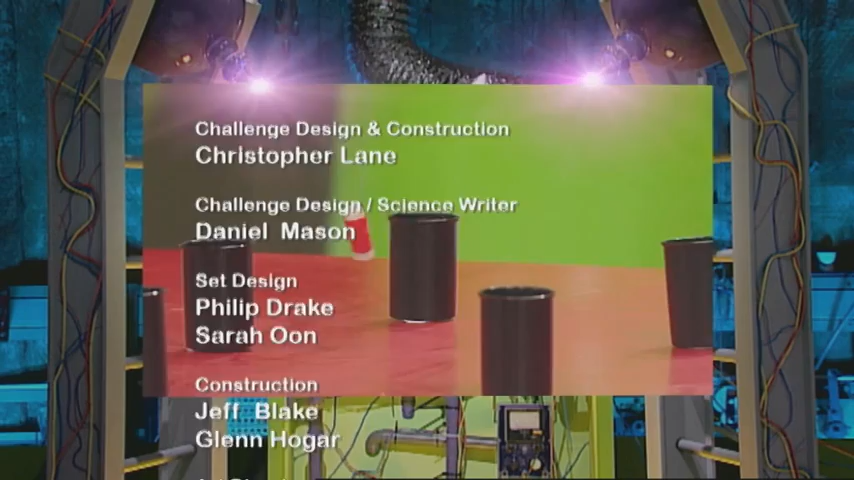 Challenge Design & Construction
Christopher Lane
Challenge Design / Science Writer
Daniel Mason
Set Design
Philip Drake
Sarah Oon
Construction
Jeff Blake
Glenn Hogar